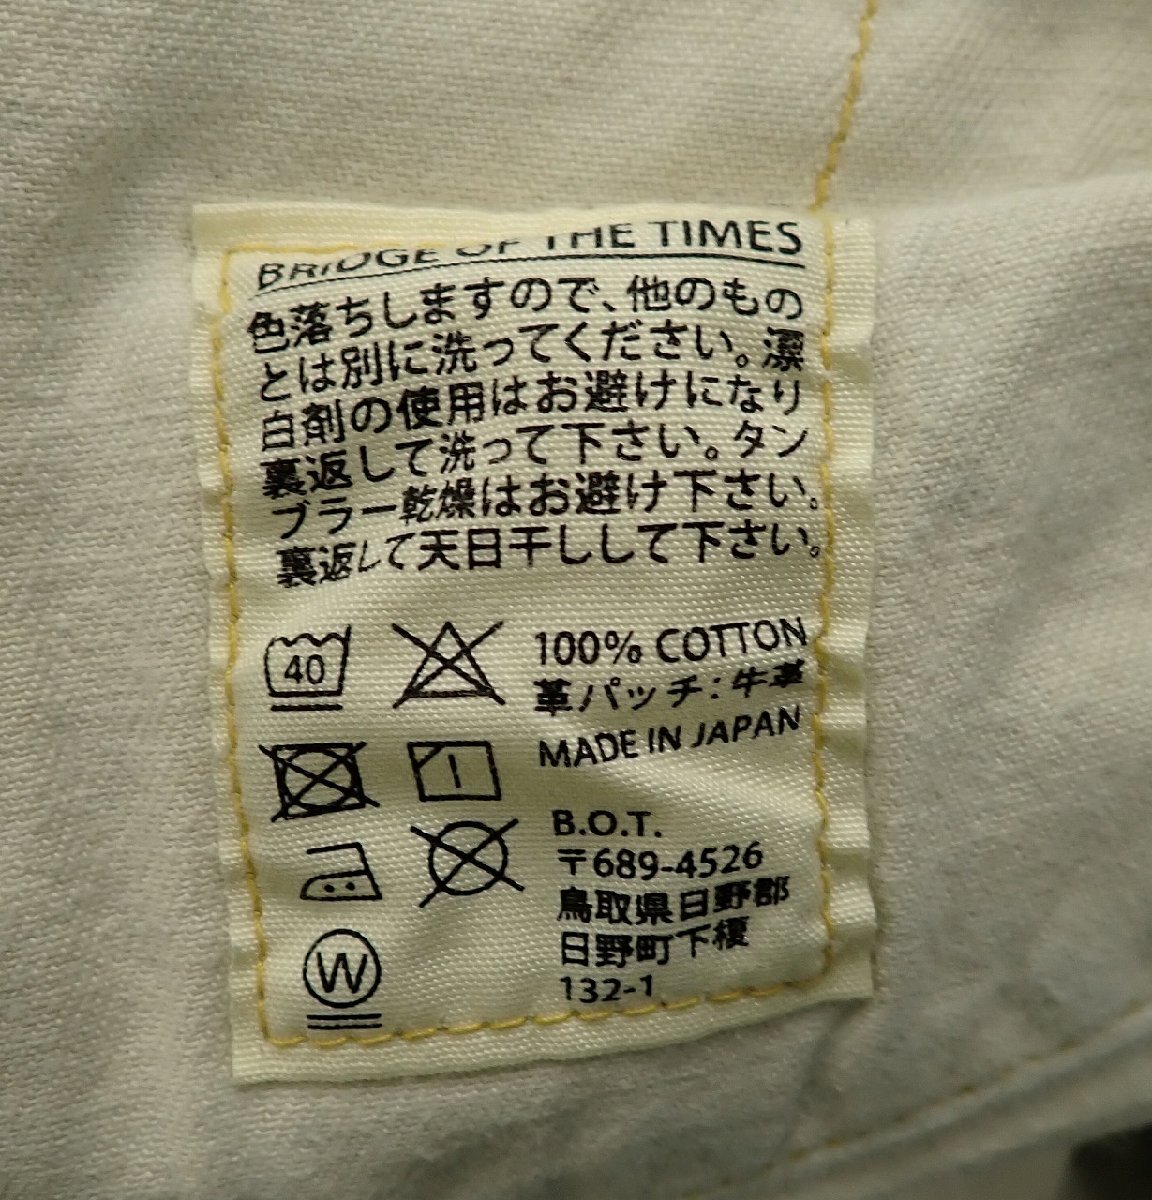 BRIDGE OF THE TIMES
色落ちしますので、他のもの
とは別に洗ってください。漂
白剤の使用はお避けになり
裏返して洗って下さい。タン
ブラー乾燥はお避け下さい。
裏返して天日干しして下さい。
40
100% COTTON
革パッチ:牛革
MADE IN JAPAN
B.O.T.
〒689-4526
鳥取県日野郡
日野町下榎
132-1
W